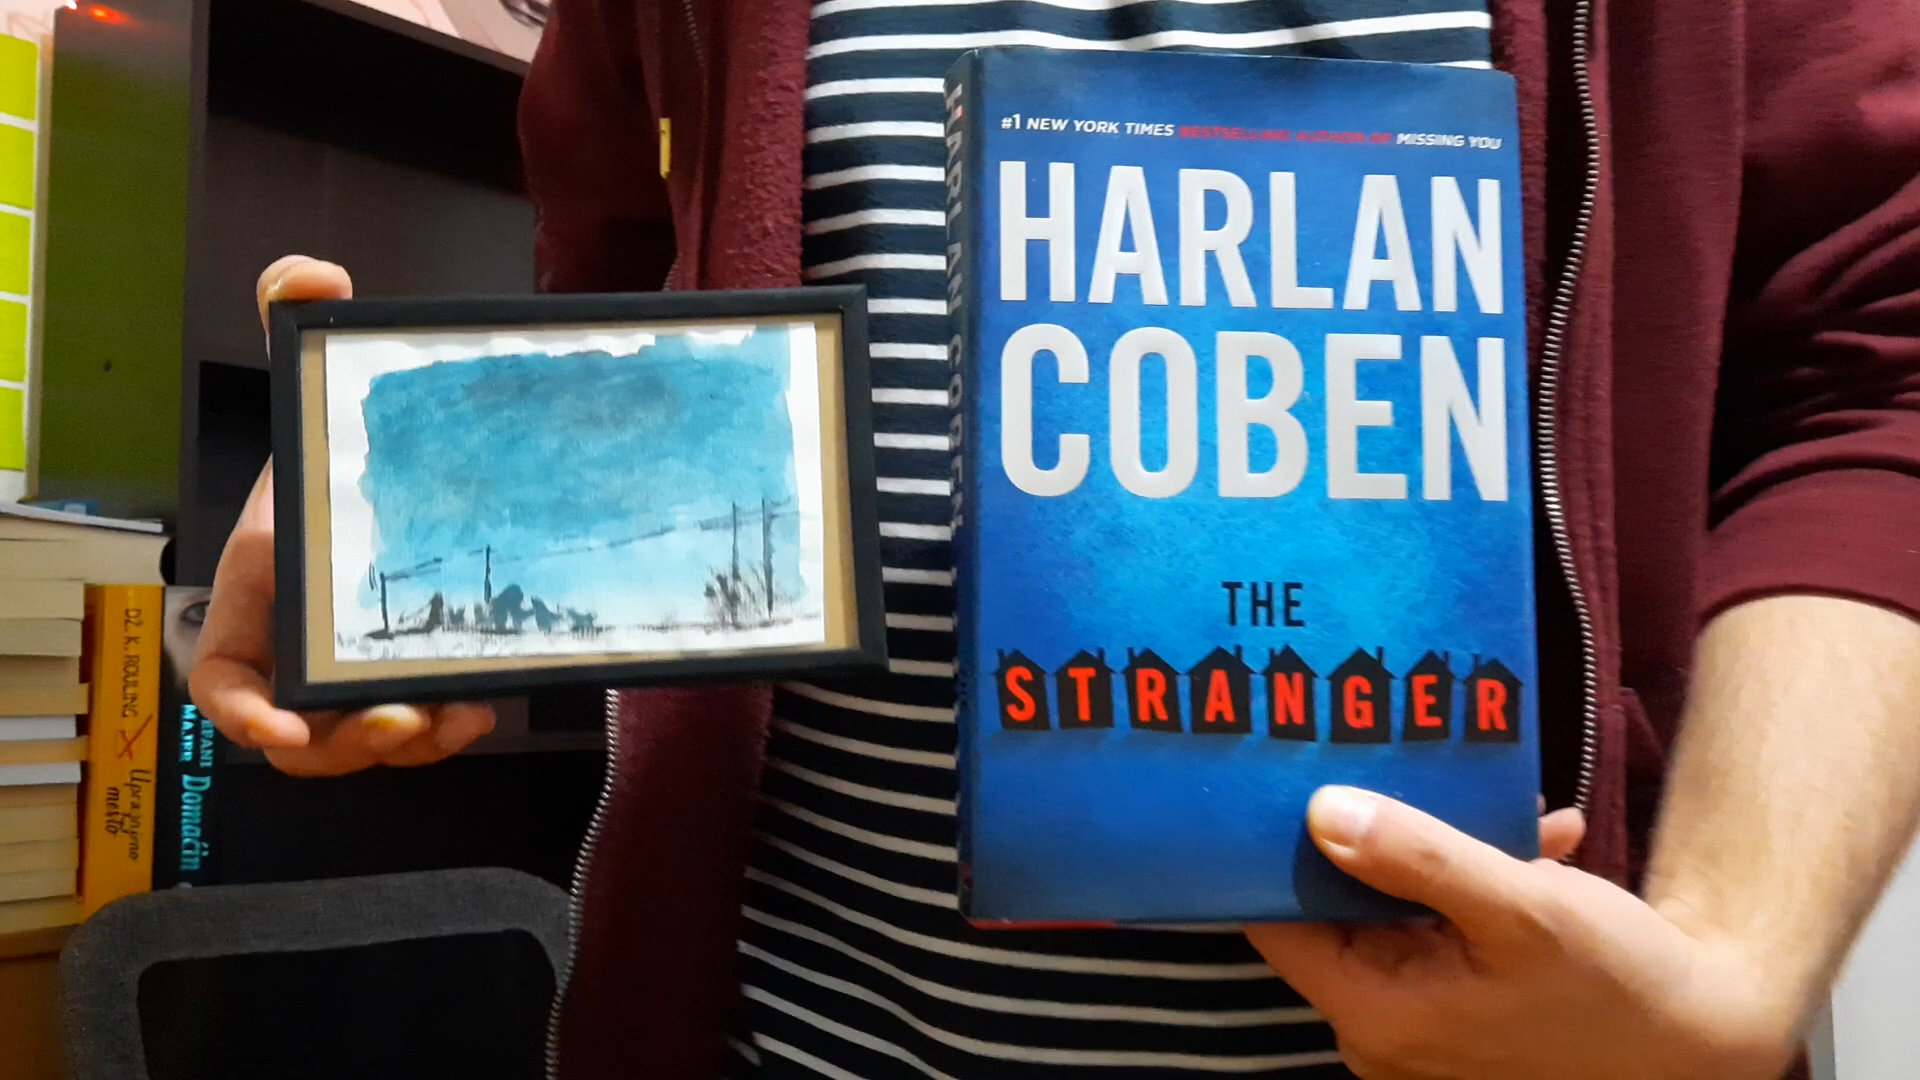 #1 NEW YORK TIMES BESTSELLING AUTHOR OF MISSING YOU
HARLAN
COBEN
THE
STRANGER
HARLAN COBEN
DŽ. K. ROULING
Upražnjeno
mesto
MAJER
Domaćin